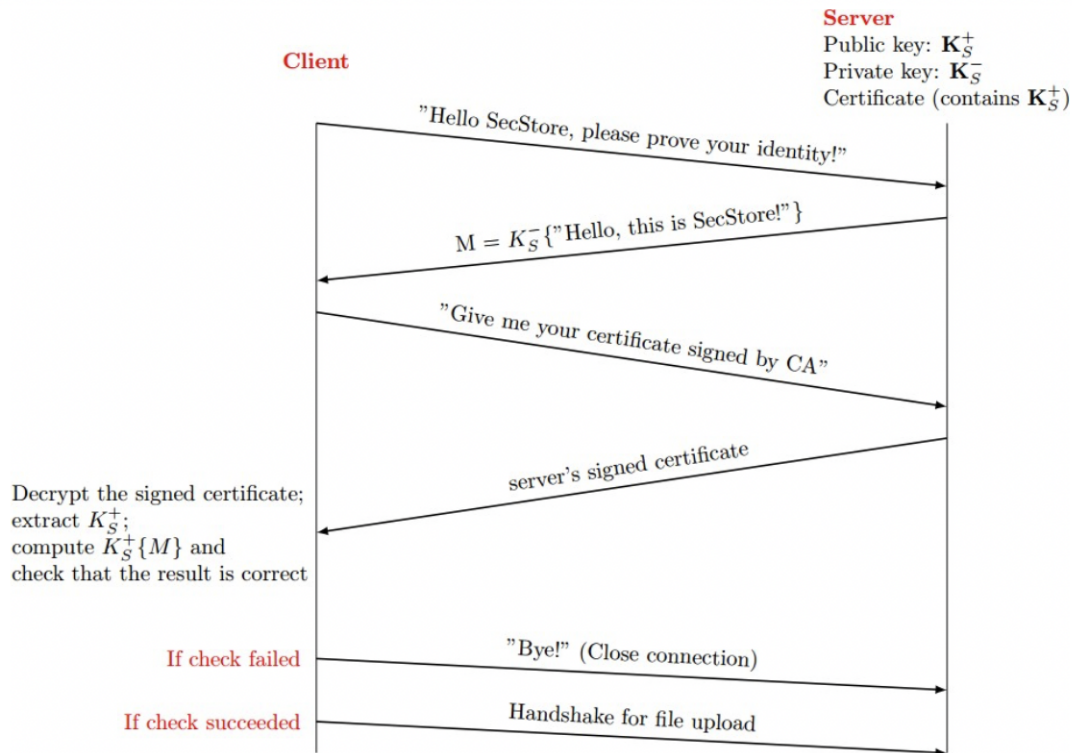 Server
Public key: K_S^+
Client
Private key: K_S^-
Certificate (contains K_S^+)
"Hello SecStore, please prove your identity!"
M = K_S^-{"Hello, this is SecStore!"}
"Give me your certificate signed by CA"
server's signed certificate
Decrypt the signed certificate;
extract K_S^+;
compute K_S^+{M} and
check that the result is correct
If check failed
"Bye!" (Close connection)
If check succeeded
Handshake for file upload